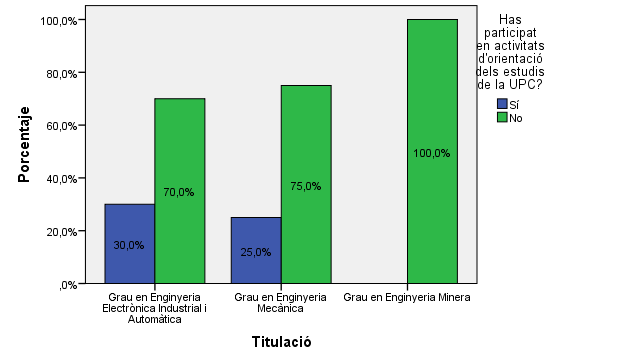 Has
participat
en activitats
d'orientació
dels estudis
de la UPC?
Sí
No
Porcentaje
100,0%
80,0%
60,0%
40,0%
20,0%
,0%
30,0%
70,0%
25,0%
75,0%
100,0%
Grau en Enginyeria
Electrònica Industrial i
Automàtica
Grau en Enginyeria
Mecànica
Grau en Enginyeria Minera
Titulació